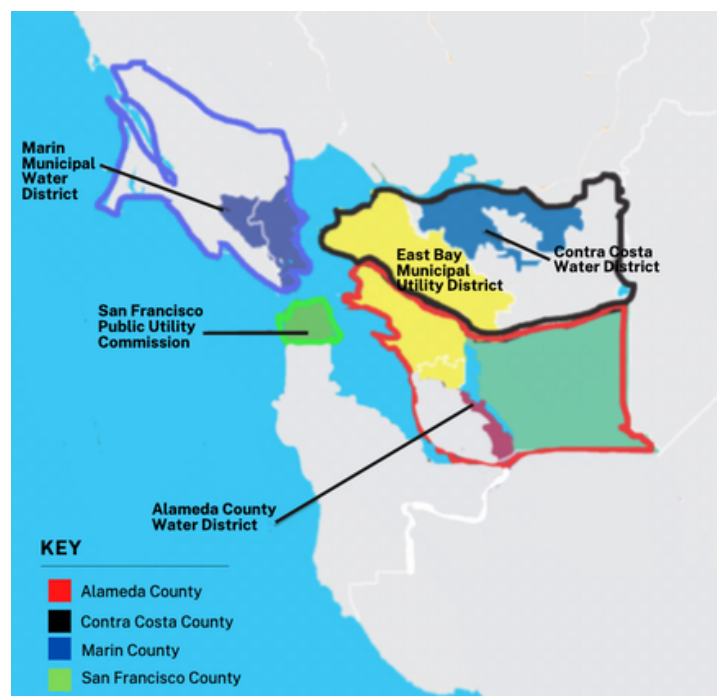 Marin
Municipal
Water
District
East Bay
Municipal
Utility District
Contra Costa
Water District
San Francisco
Public Utility
Commission
Alameda County
Water District
KEY
Alameda County
Contra Costa County
Marin County
San Francisco County